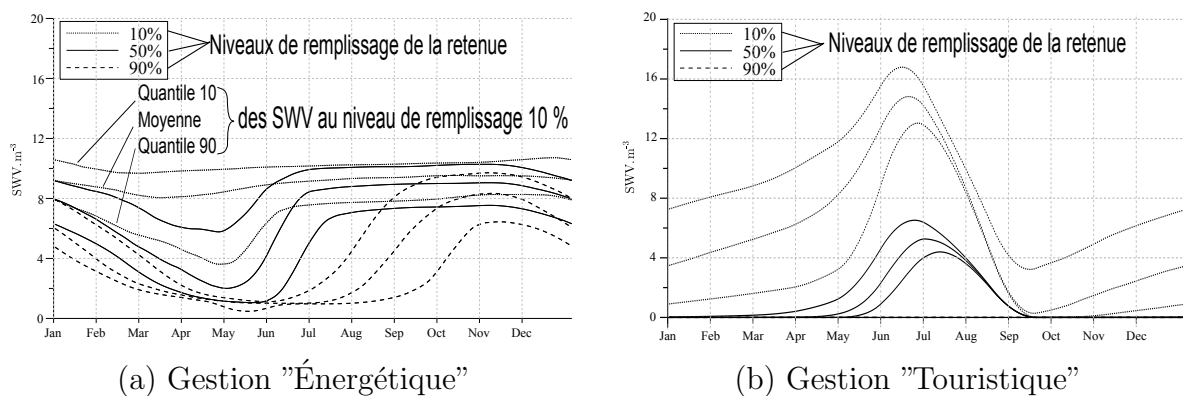 20
10%
50%
90%
Niveaux de remplissage de la retenue
16
Quantile 10
Moyenne
Quantile 90
des SWV au niveau de remplissage 10 %
12
SWV.m-3
8
4
0
Jan Feb Mar Apr May Jun Jul Aug Sep Oct Nov Dec
(a) Gestion ”Énergétique”
20
10%
50%
90%
Niveaux de remplissage de la retenue
16
12
SWV.m-3
8
4
0
Jan Feb Mar Apr May Jun Jul Aug Sep Oct Nov Dec
(b) Gestion ”Touristique”